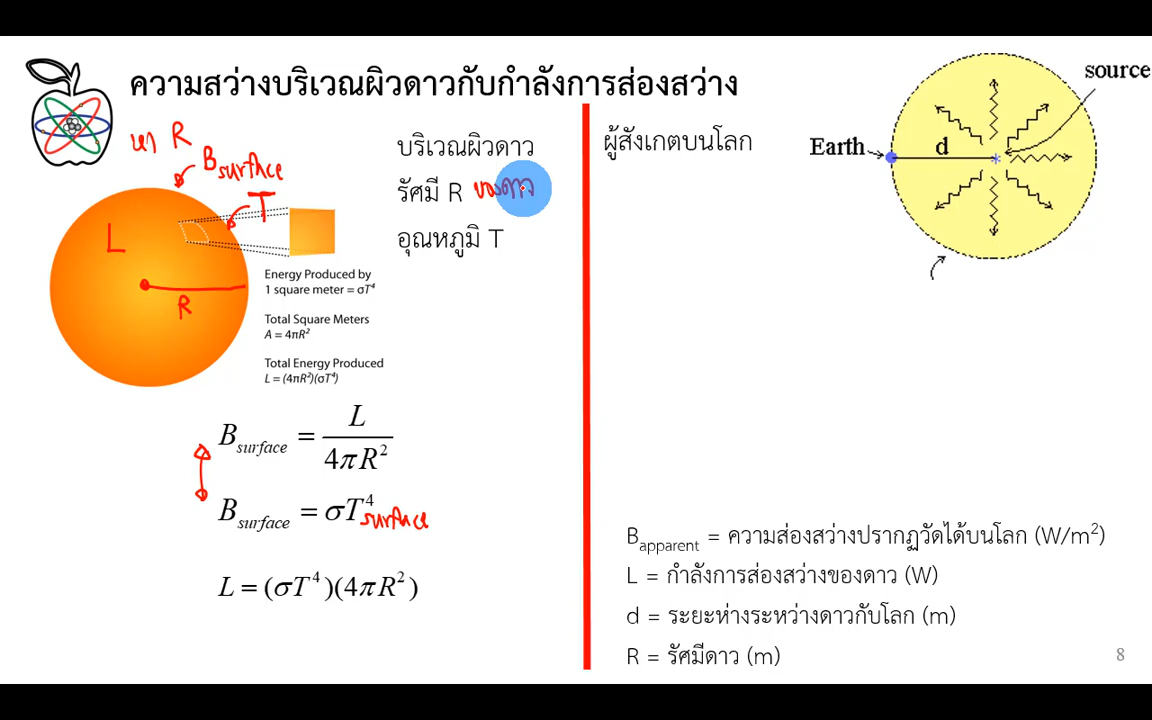 ความสว่างบริเวณผิวดาวกับกำลังการส่องสว่าง
หา R
B surface
T
L
R
Energy Produced by
1 square meter = σT⁴
Total Square Meters
A = 4πR²
Total Energy Produced
L = (4πR²)(σT⁴)
บริเวณผิวดาว
รัศมี R ของดาว
อุณหภูมิ T
B_surface = L / 4πR²
B_surface = σT⁴ surface
L = (σT⁴)(4πR²)
ผู้สังเกตบนโลก
source
Earth
d
B_apparent = ความส่องสว่างปรากฏวัดได้บนโลก (W/m²)
L = กำลังการส่องสว่างของดาว (W)
d = ระยะห่างระหว่างดาวกับโลก (m)
R = รัศมีดาว (m)
8